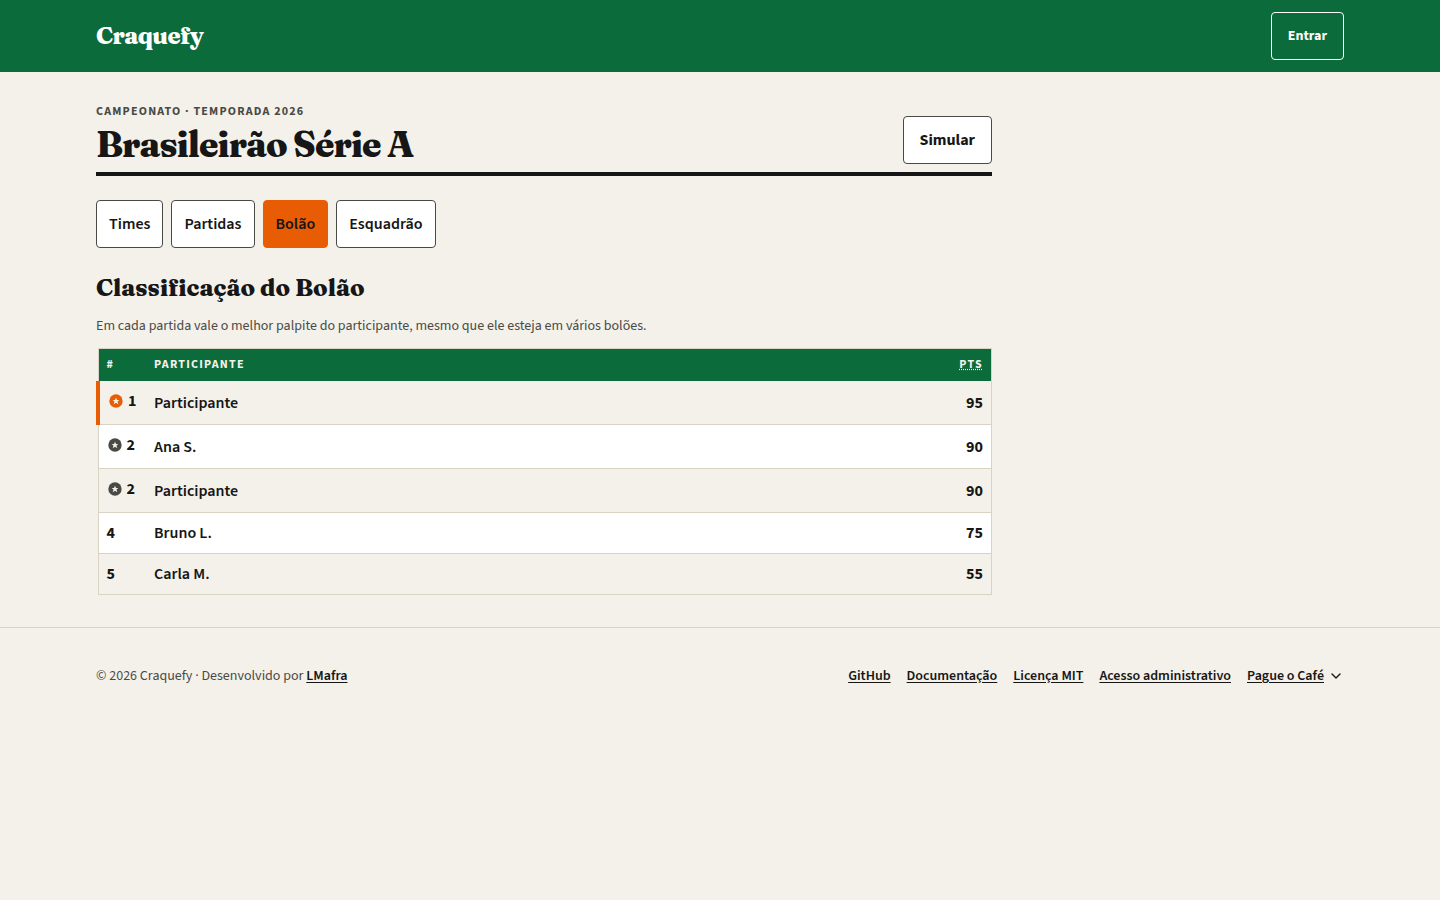 Craquefy
Entrar
CAMPEONATO · TEMPORADA 2026
Brasileirão Série A
Simular
Times Partidas Bolão Esquadrão
Classificação do Bolão
Em cada partida vale o melhor palpite do participante, mesmo que ele esteja em vários bolões.
# PARTICIPANTE PTS
1 Participante 95
2 Ana S. 90
2 Participante 90
4 Bruno L. 75
5 Carla M. 55
© 2026 Craquefy · Desenvolvido por LMafra
GitHub Documentação Licença MIT Acesso administrativo Pague o Café